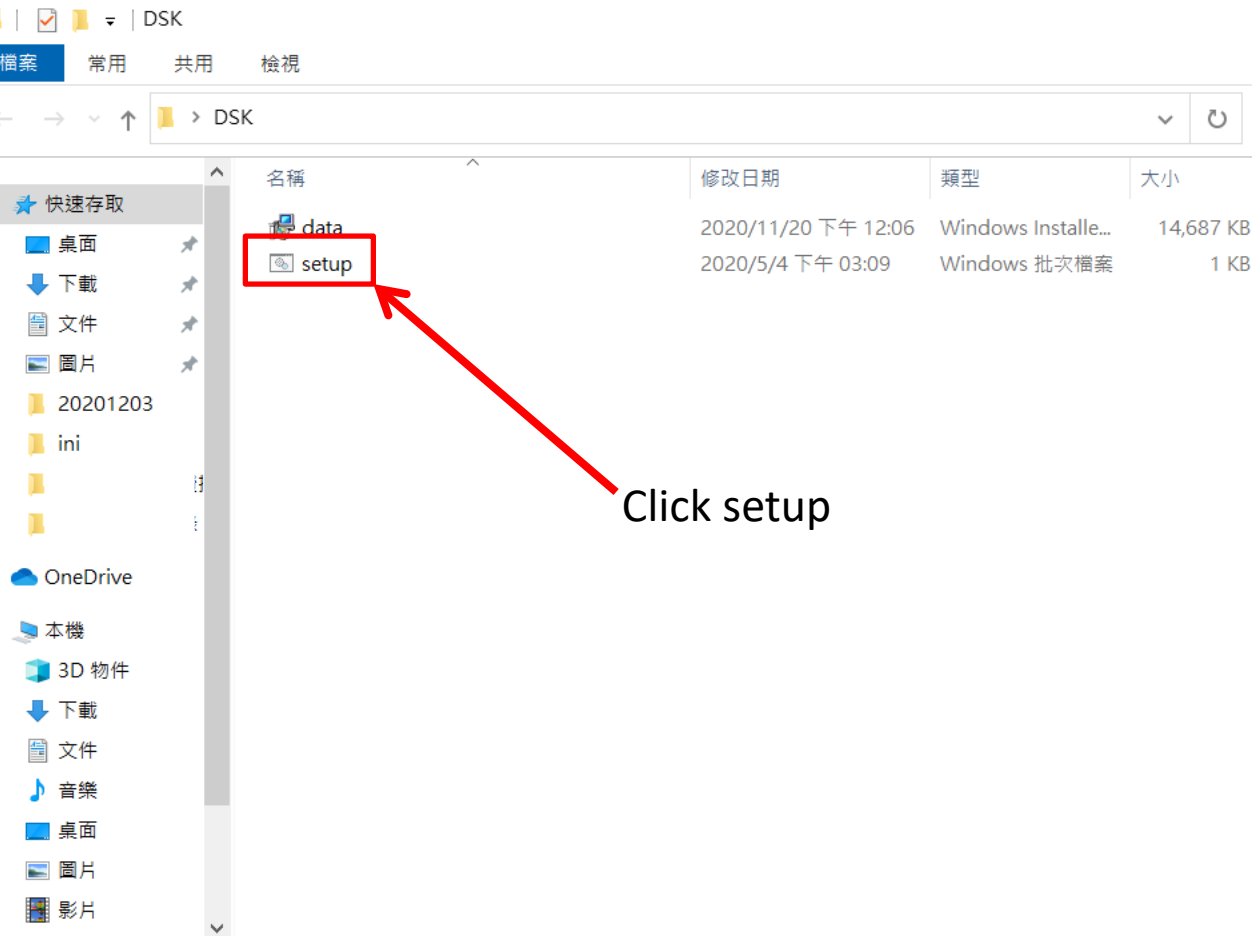 DSK
檔案 常用 共用 檢視
DSK
名稱 修改日期 類型 大小
快速存取
桌面
下載
文件
圖片
20201203
ini
OneDrive
本機
3D 物件
下載
文件
音樂
桌面
圖片
影片
data 2020/11/20 下午 12:06 Windows Installe... 14,687 KB
setup 2020/5/4 下午 03:09 Windows 批次檔案 1 KB
Click setup